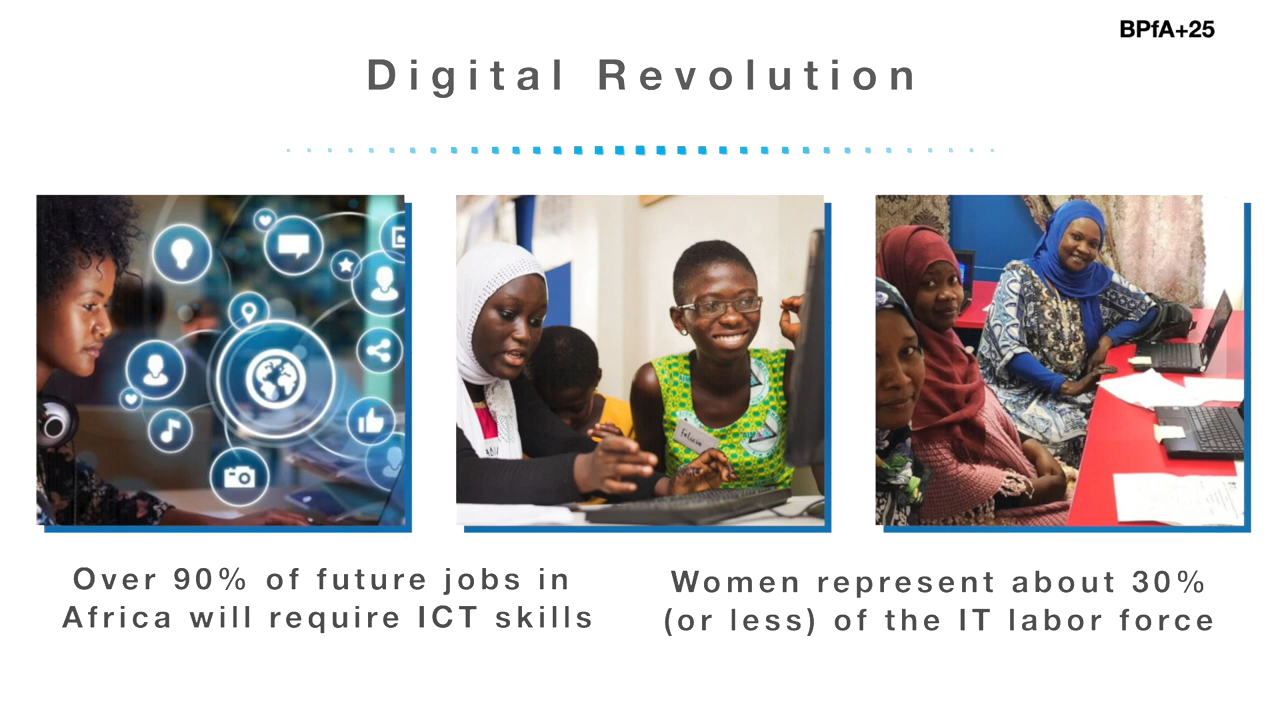 BPfA+25
Digital Revolution
Felicia
Over 90% of future jobs in
Africa will require ICT skills
Women represent about 30%
(or less) of the IT labor force